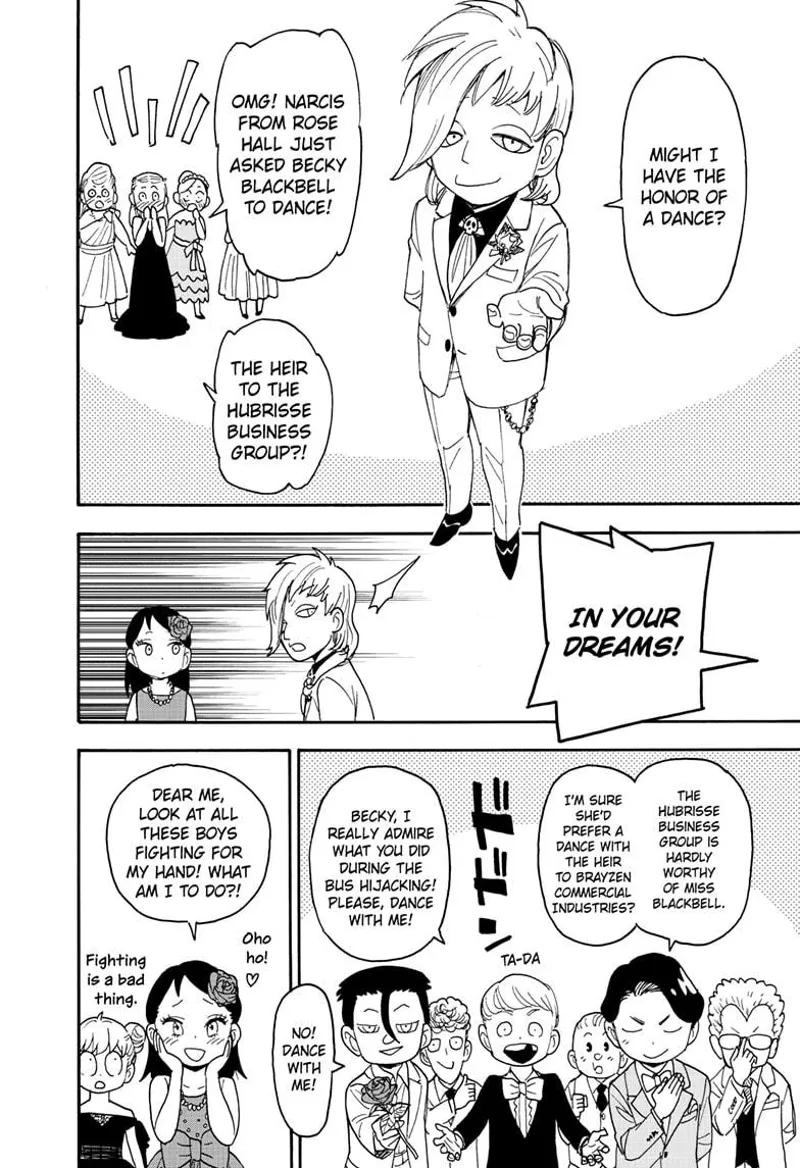 MIGHT I
HAVE THE
HONOR OF
A DANCE?
OMG! NARCIS
FROM ROSE
HALL JUST
ASKED BECKY
BLACKBELL
TO DANCE!
THE HEIR
TO THE
HUBRISSE
BUSINESS
GROUP?!
IN YOUR
DREAMS!
THE
HUBRISSE
BUSINESS
GROUP IS
HARDLY
WORTHY
OF MISS
BLACKBELL.
I'M SURE
SHE'D
PREFER A
DANCE WITH
THE HEIR
TO BRAYZEN
COMMERCIAL
INDUSTRIES?
いたただ
TA-DA
BECKY, I
REALLY ADMIRE
WHAT YOU DID
DURING THE
BUS HIJACKING!
PLEASE, DANCE
WITH ME!
NO!
DANCE
WITH
ME!
DEAR ME,
LOOK AT ALL
THESE BOYS
FIGHTING FOR
MY HAND! WHAT
AM I TO DO?!
Oho
ho!
♡
Fighting
is a bad
thing.